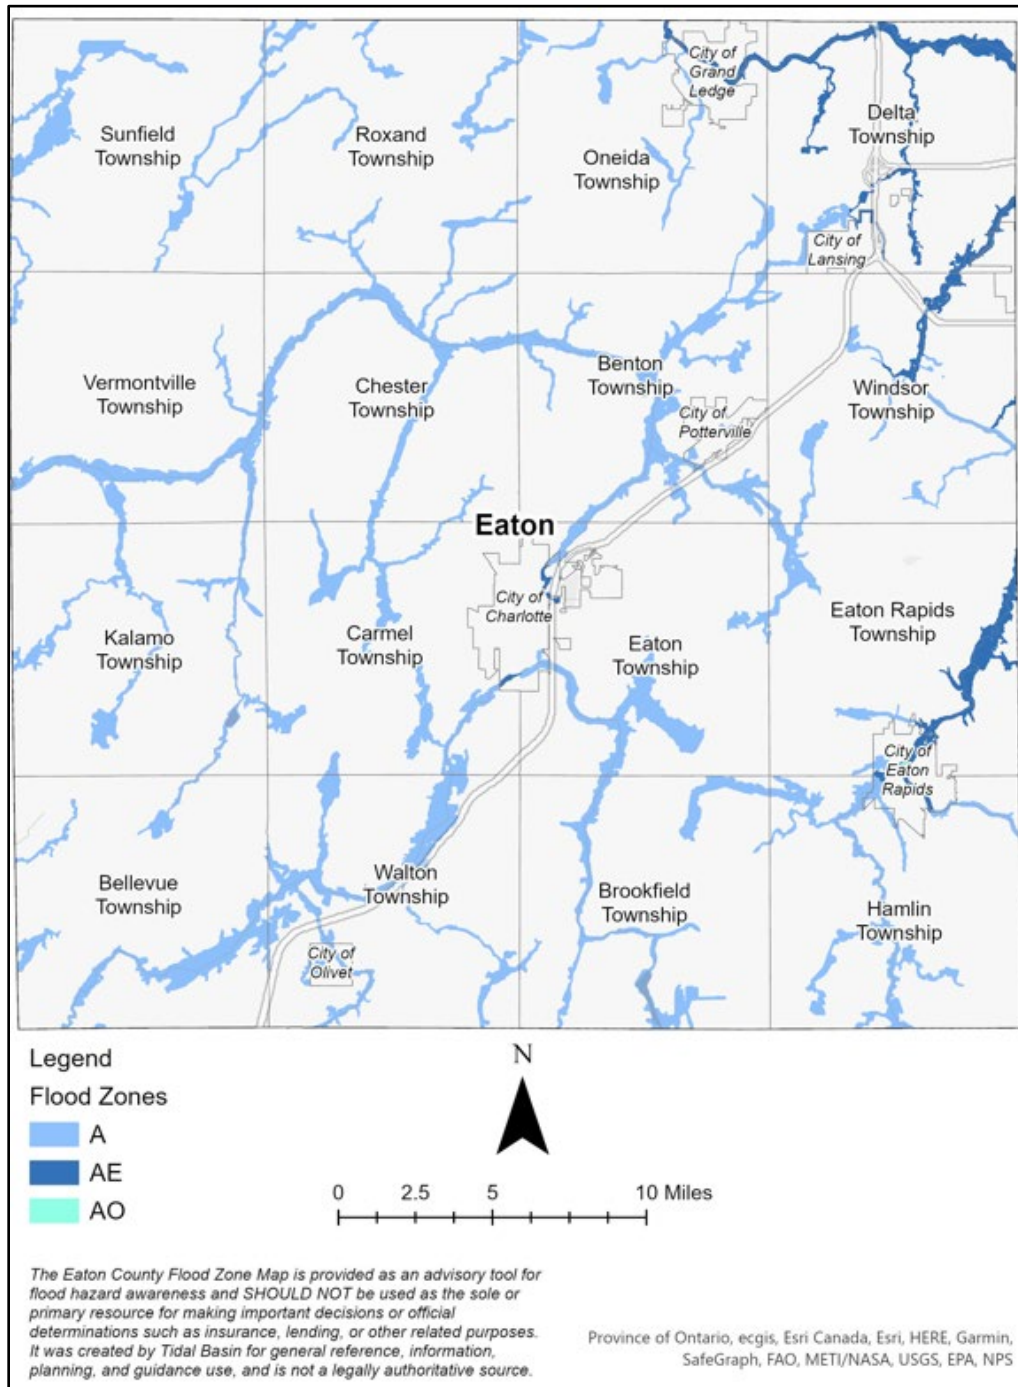 City of
Grand
Ledge
Delta
Township
Sunfield
Township
Roxand
Township
Oneida
Township
City of
Lansing
Vermontville
Township
Chester
Township
Benton
Township
City of
Potterville
Windsor
Township
Eaton
City of
Charlotte
Kalamo
Township
Carmel
Township
Eaton
Township
Eaton Rapids
Township
City of
Eaton
Rapids
Bellevue
Township
Walton
Township
Brookfield
Township
Hamlin
Township
City of
Olivet
Legend
Flood Zones
A
AE
AO
N
0 2.5 5 10 Miles
The Eaton County Flood Zone Map is provided as an advisory tool for
flood hazard awareness and SHOULD NOT be used as the sole or
primary resource for making important decisions or official
determinations such as insurance, lending, or other related purposes.
It was created by Tidal Basin for general reference, information,
planning, and guidance use, and is not a legally authoritative source.
Province of Ontario, ecgis, Esri Canada, Esri, HERE, Garmin,
SafeGraph, FAO, METI/NASA, USGS, EPA, NPS